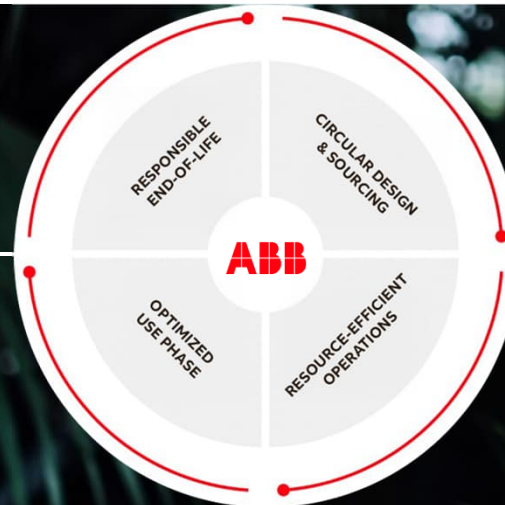 RESPONSIBLE
END-OF-LIFE
CIRCULAR DESIGN
& SOURCING
ABB
OPTIMIZED
USE PHASE
RESOURCE-EFFICIENT
OPERATIONS